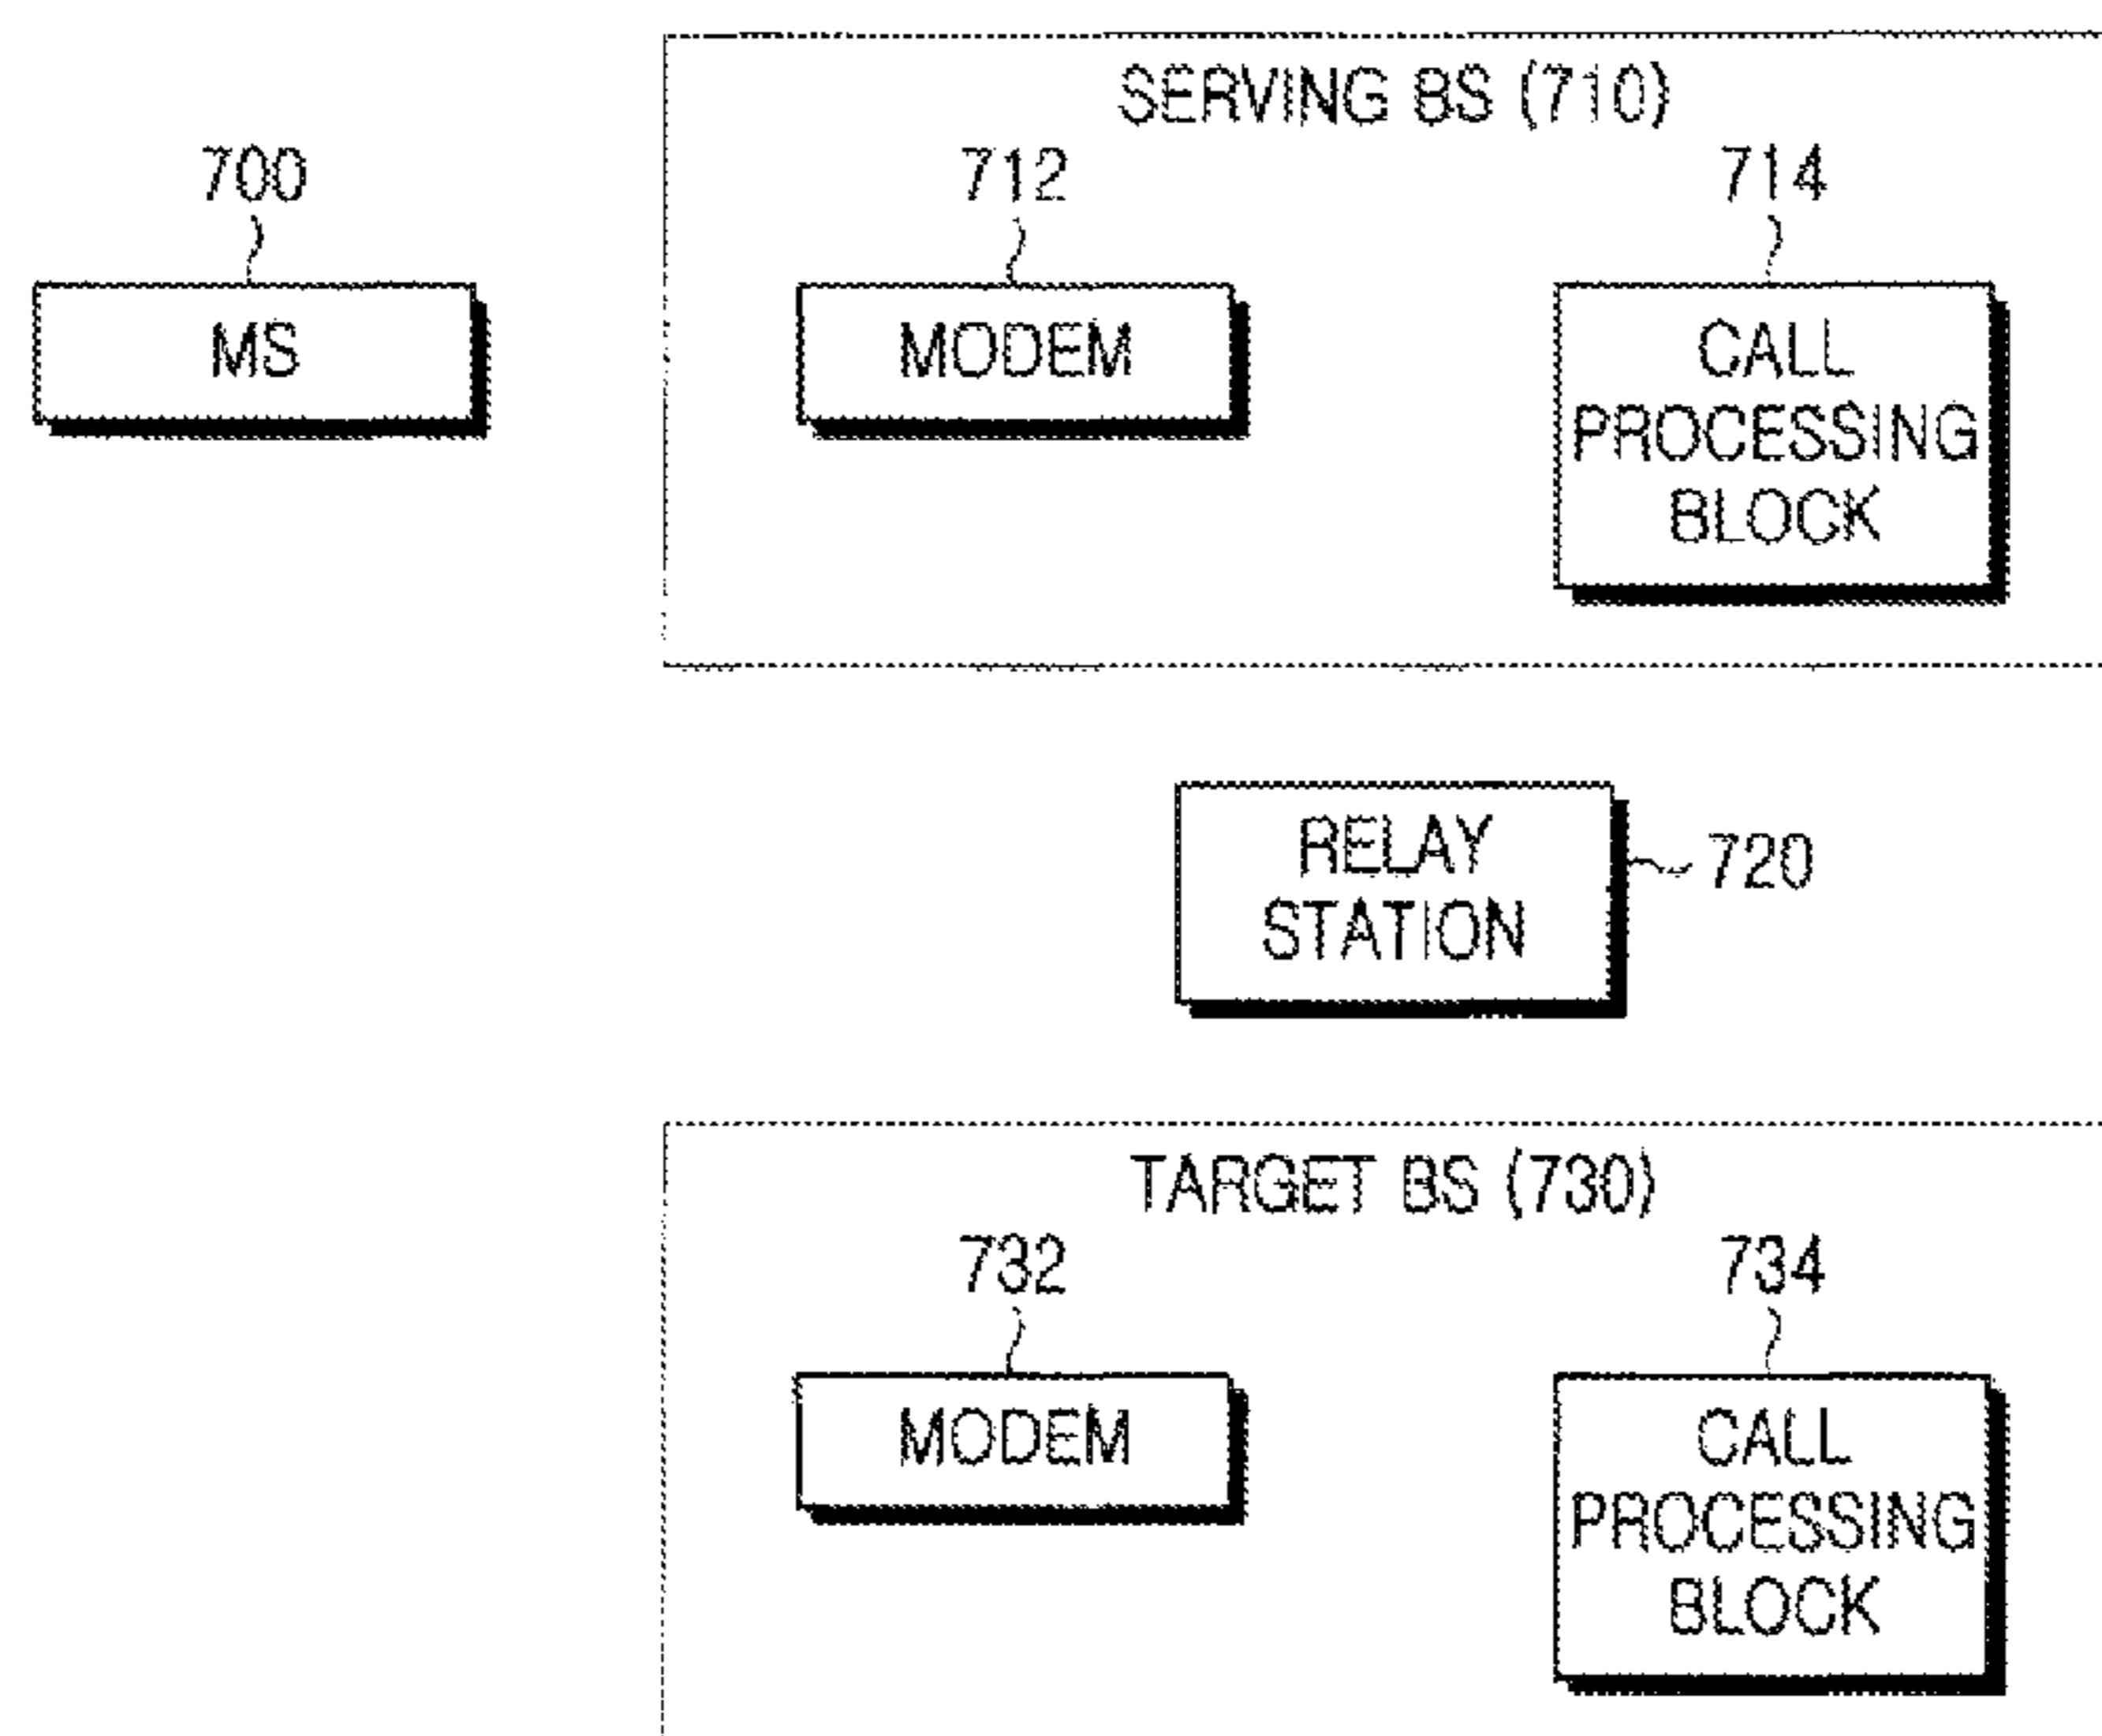 SERVING BS (710)
700
712
714
MS
MODEM
CALL
PROCESSING
BLOCK
RELAY
STATION
720
TARGET BS (730)
732
734
MODEM
CALL
PROCESSING
BLOCK